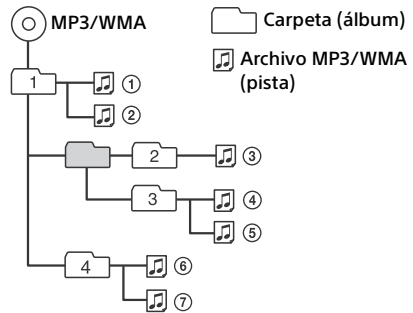 MP3/WMA
Carpeta (álbum)
Archivo MP3/WMA
(pista)
1
①
②
2
③
3
④
⑤
4
⑥
⑦